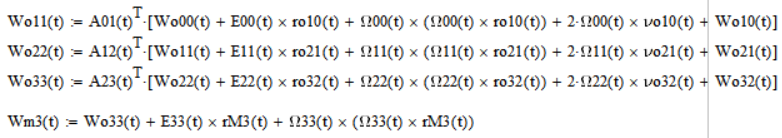 Wo11(t) := A01(t)ᵀ·[Wo00(t) + E00(t) × ro10(t) + Ω00(t) × (Ω00(t) × ro10(t)) + 2·Ω00(t) × νo10(t) + Wo10(t)]
Wo22(t) := A12(t)ᵀ·[Wo11(t) + E11(t) × ro21(t) + Ω11(t) × (Ω11(t) × ro21(t)) + 2·Ω11(t) × νo21(t) + Wo21(t)]
Wo33(t) := A23(t)ᵀ·[Wo22(t) + E22(t) × ro32(t) + Ω22(t) × (Ω22(t) × ro32(t)) + 2·Ω22(t) × νo32(t) + Wo32(t)]
Wm3(t) := Wo33(t) + E33(t) × rM3(t) + Ω33(t) × (Ω33(t) × rM3(t))